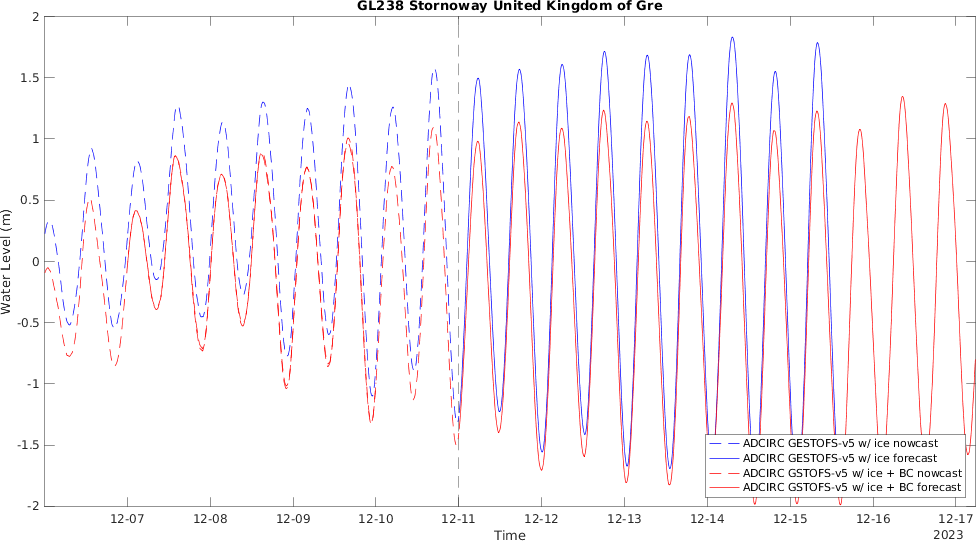 GL238 Stornoway United Kingdom of Gre
2
1.5
1
0.5
0
-0.5
-1
-1.5
-2
Water Level (m)
ADCIRC GESTOFS-v5 w/ ice nowcast
ADCIRC GESTOFS-v5 w/ ice forecast
ADCIRC GSTOFS-v5 w/ ice + BC nowcast
ADCIRC GSTOFS-v5 w/ ice + BC forecast
12-07 12-08 12-09 12-10 12-11 12-12 12-13 12-14 12-15 12-16 12-17
Time
2023